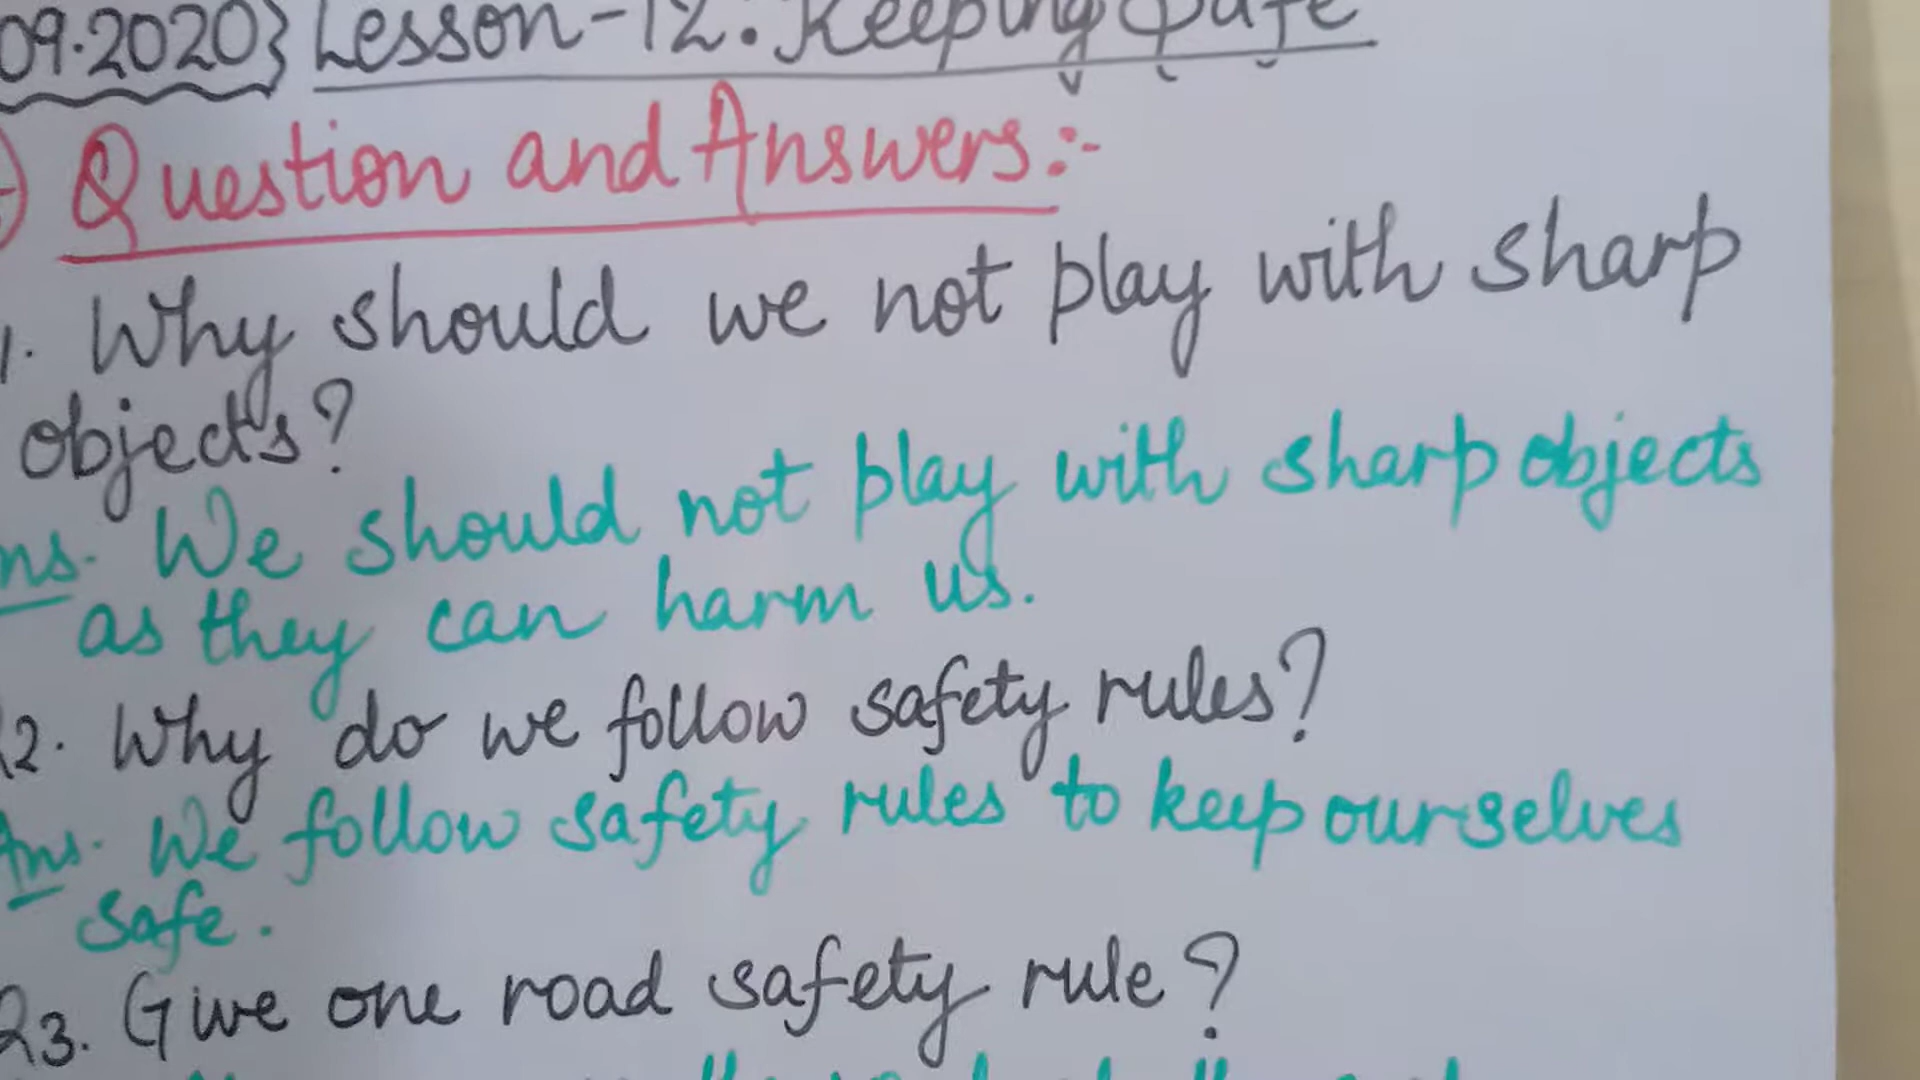 09.2020} Lesson-12: Keeping Safe
Question and Answers:-
1. Why should we not play with sharp
objects?
ns. We should not play with sharp objects
as they can harm us.
2. Why do we follow safety rules?
Ans. We follow safety rules to keep ourselves
safe.
Q3. Give one road safety rule?